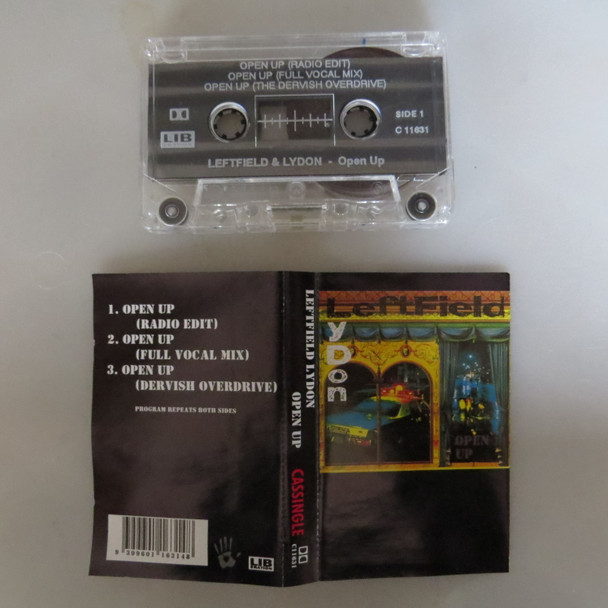 OPEN UP (RADIO EDIT)
OPEN UP (FULL VOCAL MIX)
OPEN UP (THE DERVISH OVERDRIVE)
SIDE 1
C 11631
LIB
LEFTFIELD & LYDON - Open Up
1. OPEN UP
(RADIO EDIT)
2. OPEN UP
(FULL VOCAL MIX)
3. OPEN UP
(DERVISH OVERDRIVE)
PROGRAM REPEATS BOTH SIDES
LIB
LEFTFIELD LYDON OPEN UP CASSINGLE C11631
LeftField
yDon
OPEN
UP